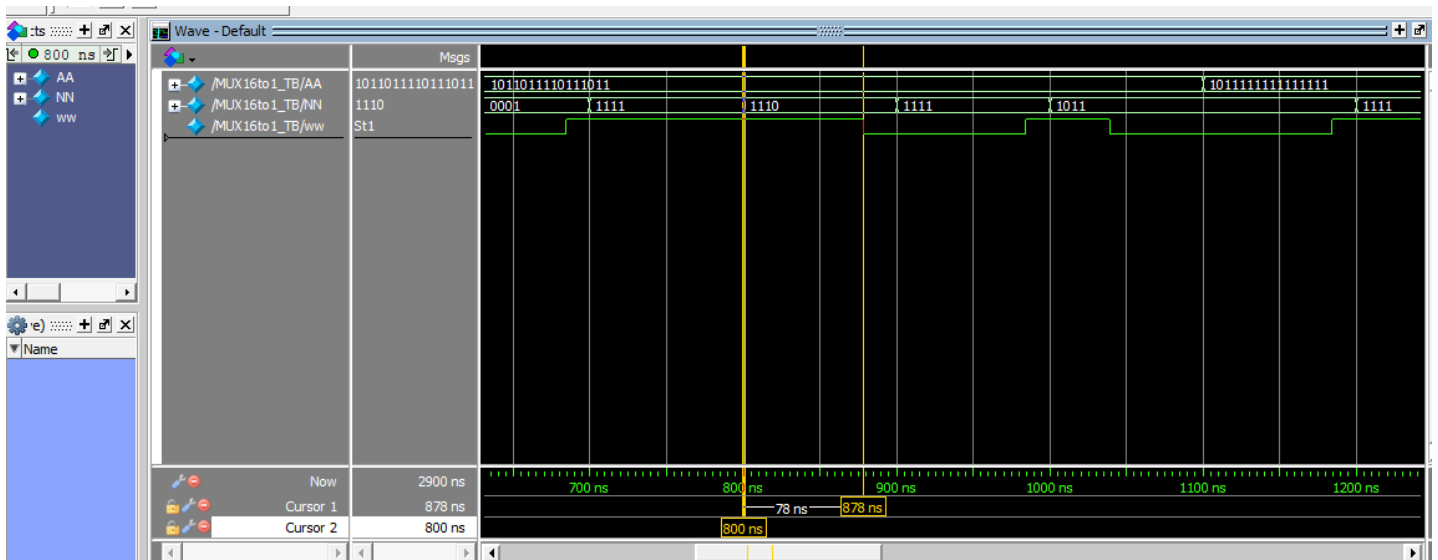 :ts
Wave - Default
800 ns
Msgs
AA
NN
ww
/MUX16to1_TB/AA 1011011110111011 1011011110111011 1011111111111111
/MUX16to1_TB/NN 1110 0001 1111 1110 1111 1011 1111
/MUX16to1_TB/ww St1
Name
Now 2900 ns 700 ns 800 ns 900 ns 1000 ns 1100 ns 1200 ns
Cursor 1 878 ns 78 ns 878 ns
Cursor 2 800 ns 800 ns